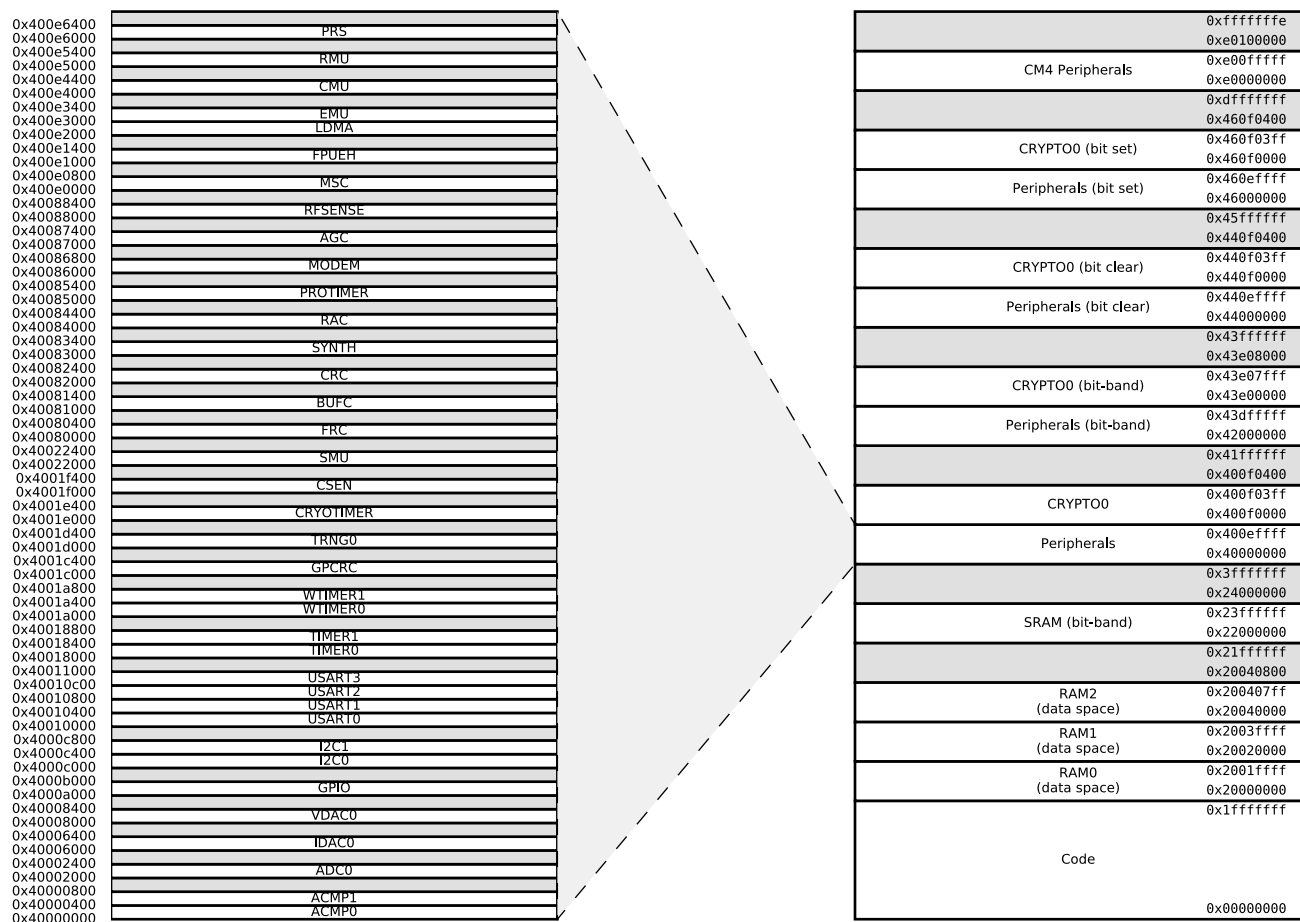 0x400e6400
PRS
0x400e6000
0x400e5400
RMU
0x400e5000
0x400e4400
CMU
0x400e4000
0x400e3400
EMU
0x400e3000
LDMA
0x400e2000
0x400e1400
FPUEH
0x400e1000
0x400e0800
MSC
0x400e0000
0x40088400
RFSENSE
0x40088000
0x40087400
AGC
0x40087000
0x40086800
MODEM
0x40086000
0x40085400
PROTIMER
0x40085000
0x40084400
RAC
0x40084000
0x40083400
SYNTH
0x40083000
0x40082400
CRC
0x40082000
0x40081400
BUFC
0x40081000
0x40080400
FRC
0x40080000
0x40022400
SMU
0x40022000
0x4001f400
CSEN
0x4001f000
0x4001e400
CRYOTIMER
0x4001e000
0x4001d400
TRNG0
0x4001d000
0x4001c400
GPCRC
0x4001c000
0x4001a800
WTIMER1
0x4001a400
WTIMER0
0x4001a000
0x40018800
TIMER1
0x40018400
TIMER0
0x40018000
0x40011000
USART3
0x40010c00
USART2
0x40010800
USART1
0x40010400
USART0
0x40010000
0x4000c800
I2C1
0x4000c400
I2C0
0x4000c000
0x4000b000
GPIO
0x4000a000
0x40008400
VDAC0
0x40008000
0x40006400
IDAC0
0x40006000
0x40002400
ADC0
0x40002000
0x40000800
ACMP1
0x40000400
ACMP0
0x40000000
0xfffffffe
0xe0100000
0xe00fffff
CM4 Peripherals
0xe0000000
0xdfffffff
0x460f0400
0x460f03ff
CRYPTO0 (bit set)
0x460f0000
0x460effff
Peripherals (bit set)
0x46000000
0x45ffffff
0x440f0400
0x440f03ff
CRYPTO0 (bit clear)
0x440f0000
0x440effff
Peripherals (bit clear)
0x44000000
0x43ffffff
0x43e08000
0x43e07fff
CRYPTO0 (bit-band)
0x43e00000
0x43dfffff
Peripherals (bit-band)
0x42000000
0x41ffffff
0x400f0400
0x400f03ff
CRYPTO0
0x400f0000
0x400effff
Peripherals
0x40000000
0x3fffffff
0x24000000
0x23ffffff
SRAM (bit-band)
0x22000000
0x21ffffff
0x20040800
0x200407ff
RAM2
(data space)
0x20040000
0x2003ffff
RAM1
(data space)
0x20020000
0x2001ffff
RAM0
(data space)
0x20000000
0x1fffffff
Code
0x00000000